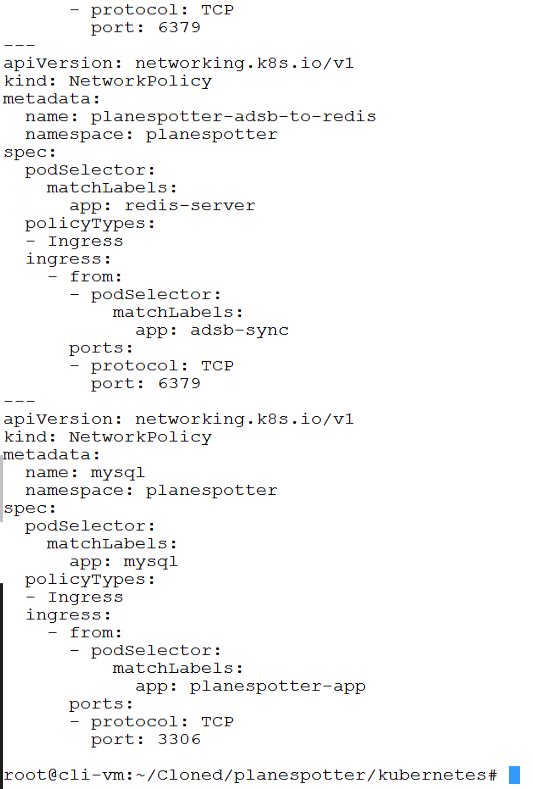 - protocol: TCP
        port: 6379
---
apiVersion: networking.k8s.io/v1
kind: NetworkPolicy
metadata:
  name: planespotter-adsb-to-redis
  namespace: planespotter
spec:
  podSelector:
    matchLabels:
      app: redis-server
  policyTypes:
  - Ingress
  ingress:
    - from:
      - podSelector:
          matchLabels:
            app: adsb-sync
      ports:
      - protocol: TCP
        port: 6379
---
apiVersion: networking.k8s.io/v1
kind: NetworkPolicy
metadata:
  name: mysql
  namespace: planespotter
spec:
  podSelector:
    matchLabels:
      app: mysql
  policyTypes:
  - Ingress
  ingress:
    - from:
      - podSelector:
          matchLabels:
            app: planespotter-app
      ports:
      - protocol: TCP
        port: 3306

root@cli-vm:~/Cloned/planespotter/kubernetes#